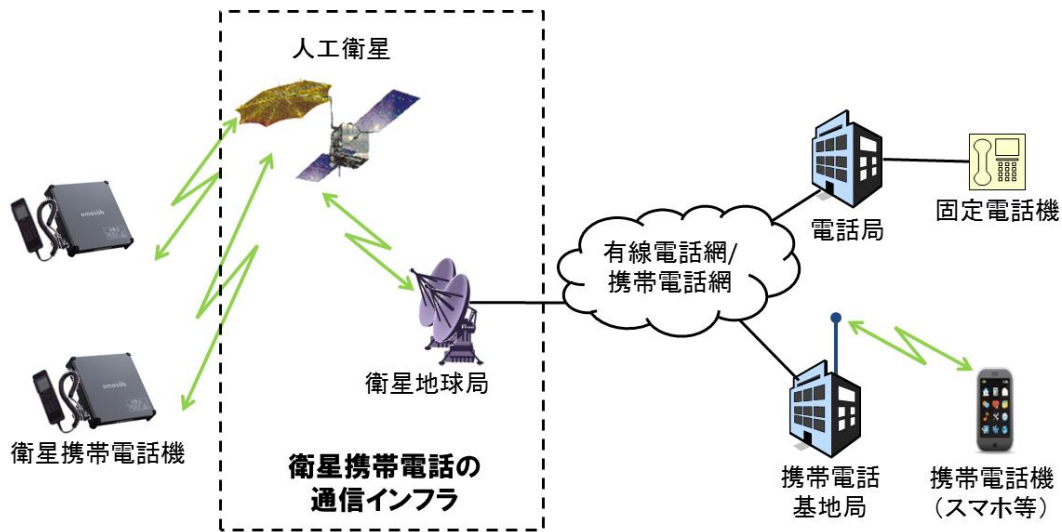 人工衛星
衛星携帯電話機
衛星地球局
衛星携帯電話の
通信インフラ
有線電話網/
携帯電話網
電話局
固定電話機
携帯電話
基地局
携帯電話機
(スマホ等)